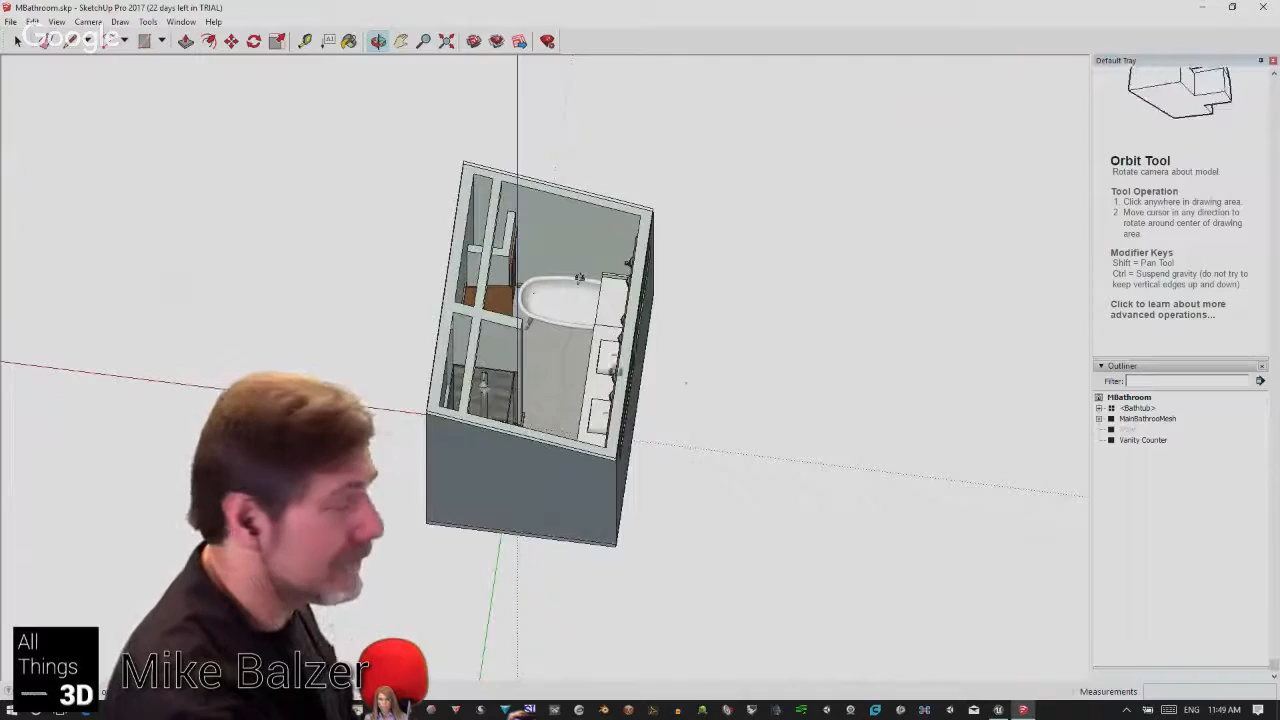 MBathroom.skp - SketchUp Pro 2017 (22 days left in TRIAL)
File Edit View Camera Draw Tools Window Help
Google
Default Tray
Orbit Tool
Rotate camera about model.
Tool Operation
1. Click anywhere in drawing area.
2. Move cursor in any direction to
rotate around center of drawing
area.
Modifier Keys
Shift = Pan Tool
Ctrl = Suspend gravity (do not try to
keep vertical edges up and down)
Click to learn about more
advanced operations...
Outliner
Filter:
MBathroom
<Bathtub>
MainBathrooMesh
Vanity Counter
All
Things
3D
Mike Balzer
Measurements
ENG
11:49 AM